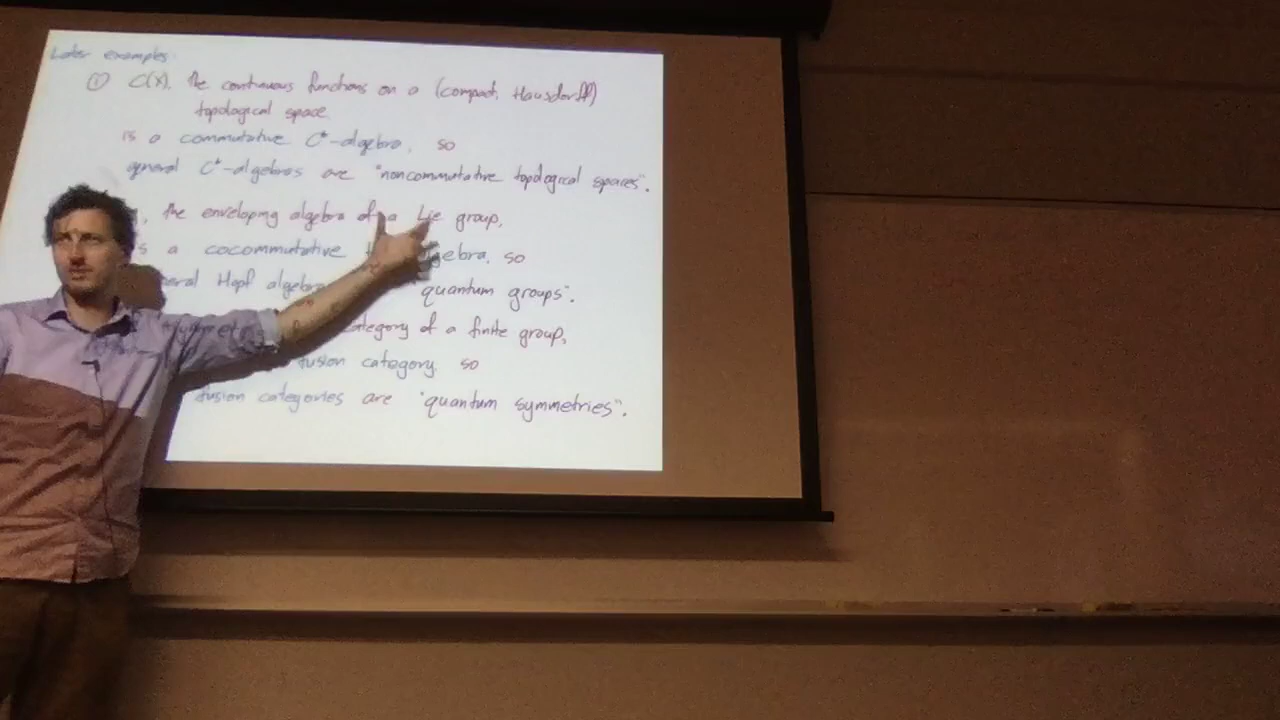 Later examples:
① C(X), the continuous functions on a (compact, Hausdorff)
topological space
is a commutative C*-algebra, so
general C*-algebras are "noncommutative topological spaces".
, the enveloping algebra of a Lie group,
is a cocommutative algebra, so
Hopf algebra quantum groups".
category of a finite group,
fusion category, so
fusion categories are "quantum symmetries".